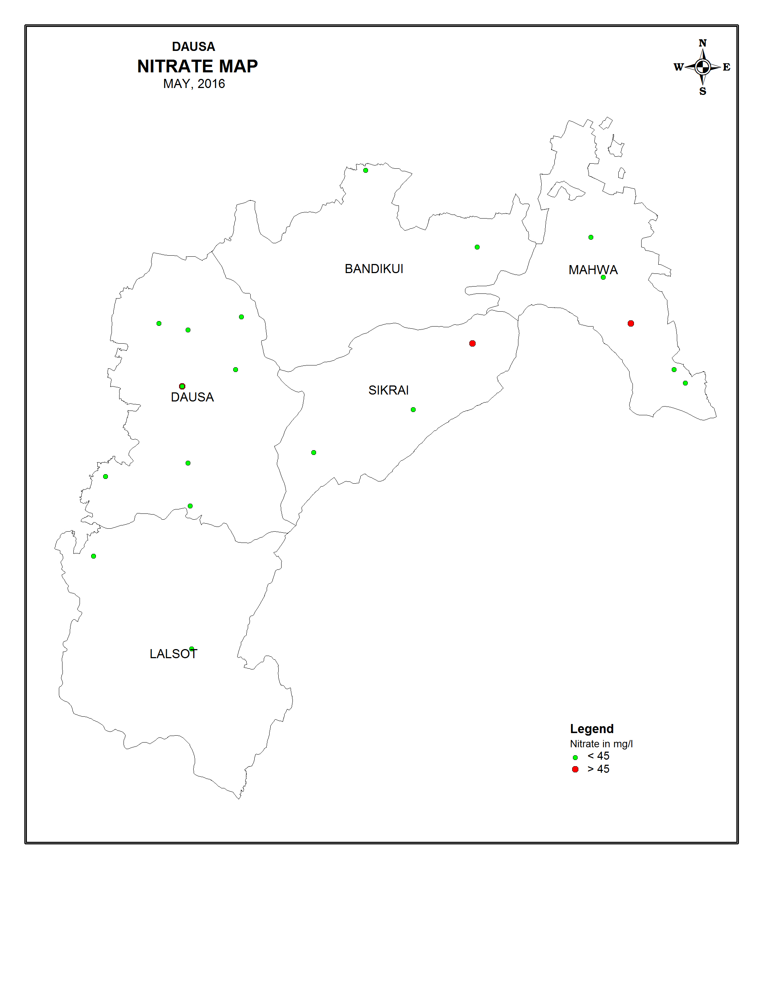 DAUSA
NITRATE MAP
MAY, 2016
N
W E
S
BANDIKUI
MAHWA
SIKRAI
DAUSA
LALSOT
Legend
Nitrate in mg/l
< 45
> 45